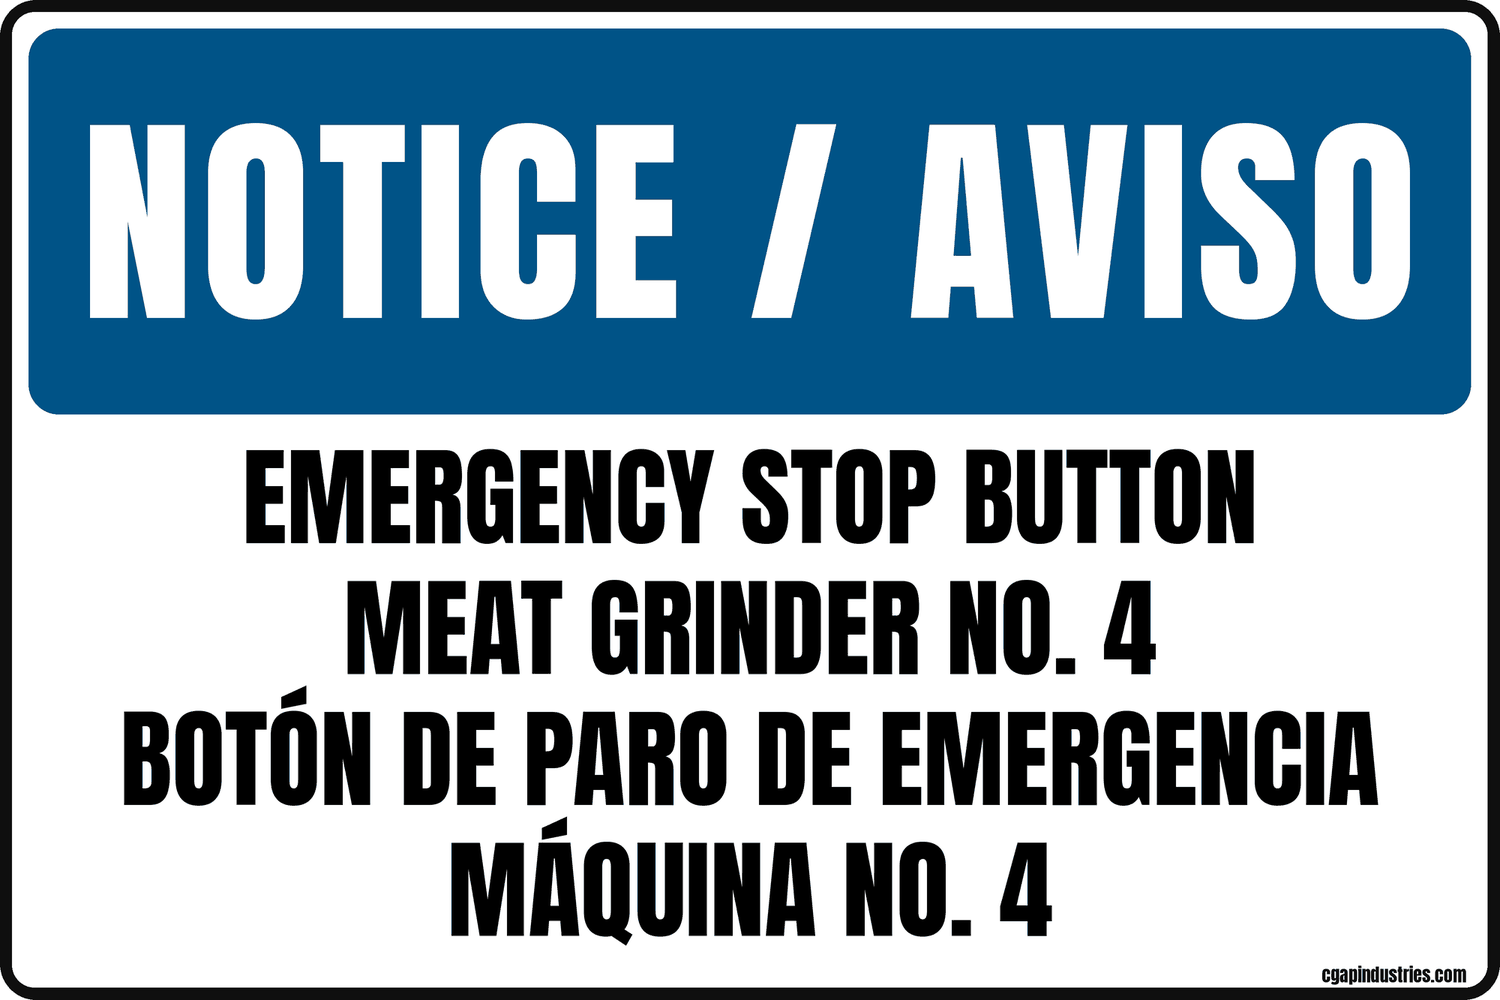 NOTICE / AVISO
EMERGENCY STOP BUTTON
MEAT GRINDER NO. 4
BOTÓN DE PARO DE EMERGENCIA
MÁQUINA NO. 4
cgapindustries.com